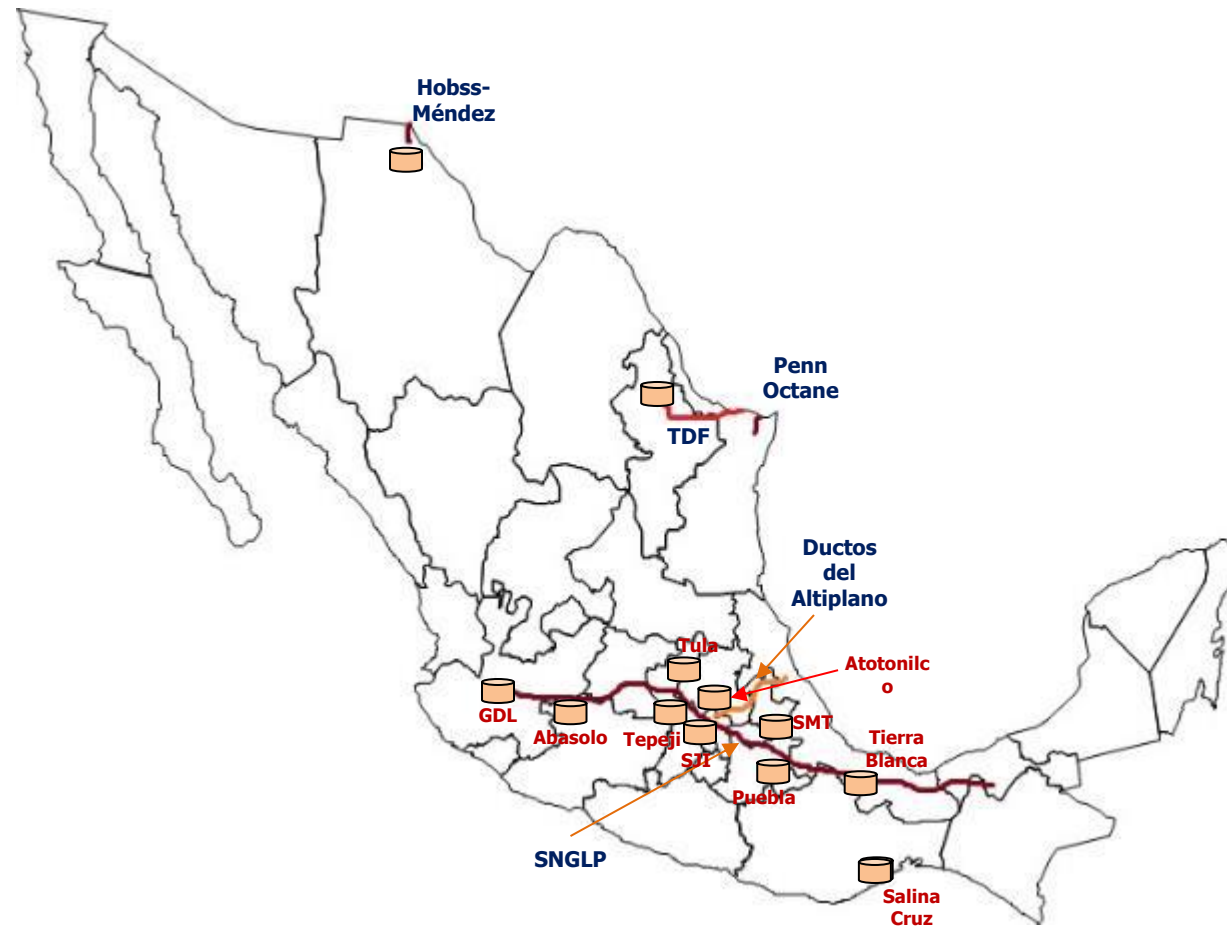 Hobss-
Méndez
Penn
Octane
TDF
Ductos
del
Altiplano
Tula
Atotonilc
o
GDL
Abasolo
Tepeji
SJI
SMT
Tierra
Blanca
Puebla
SNGLP
Salina
Cruz